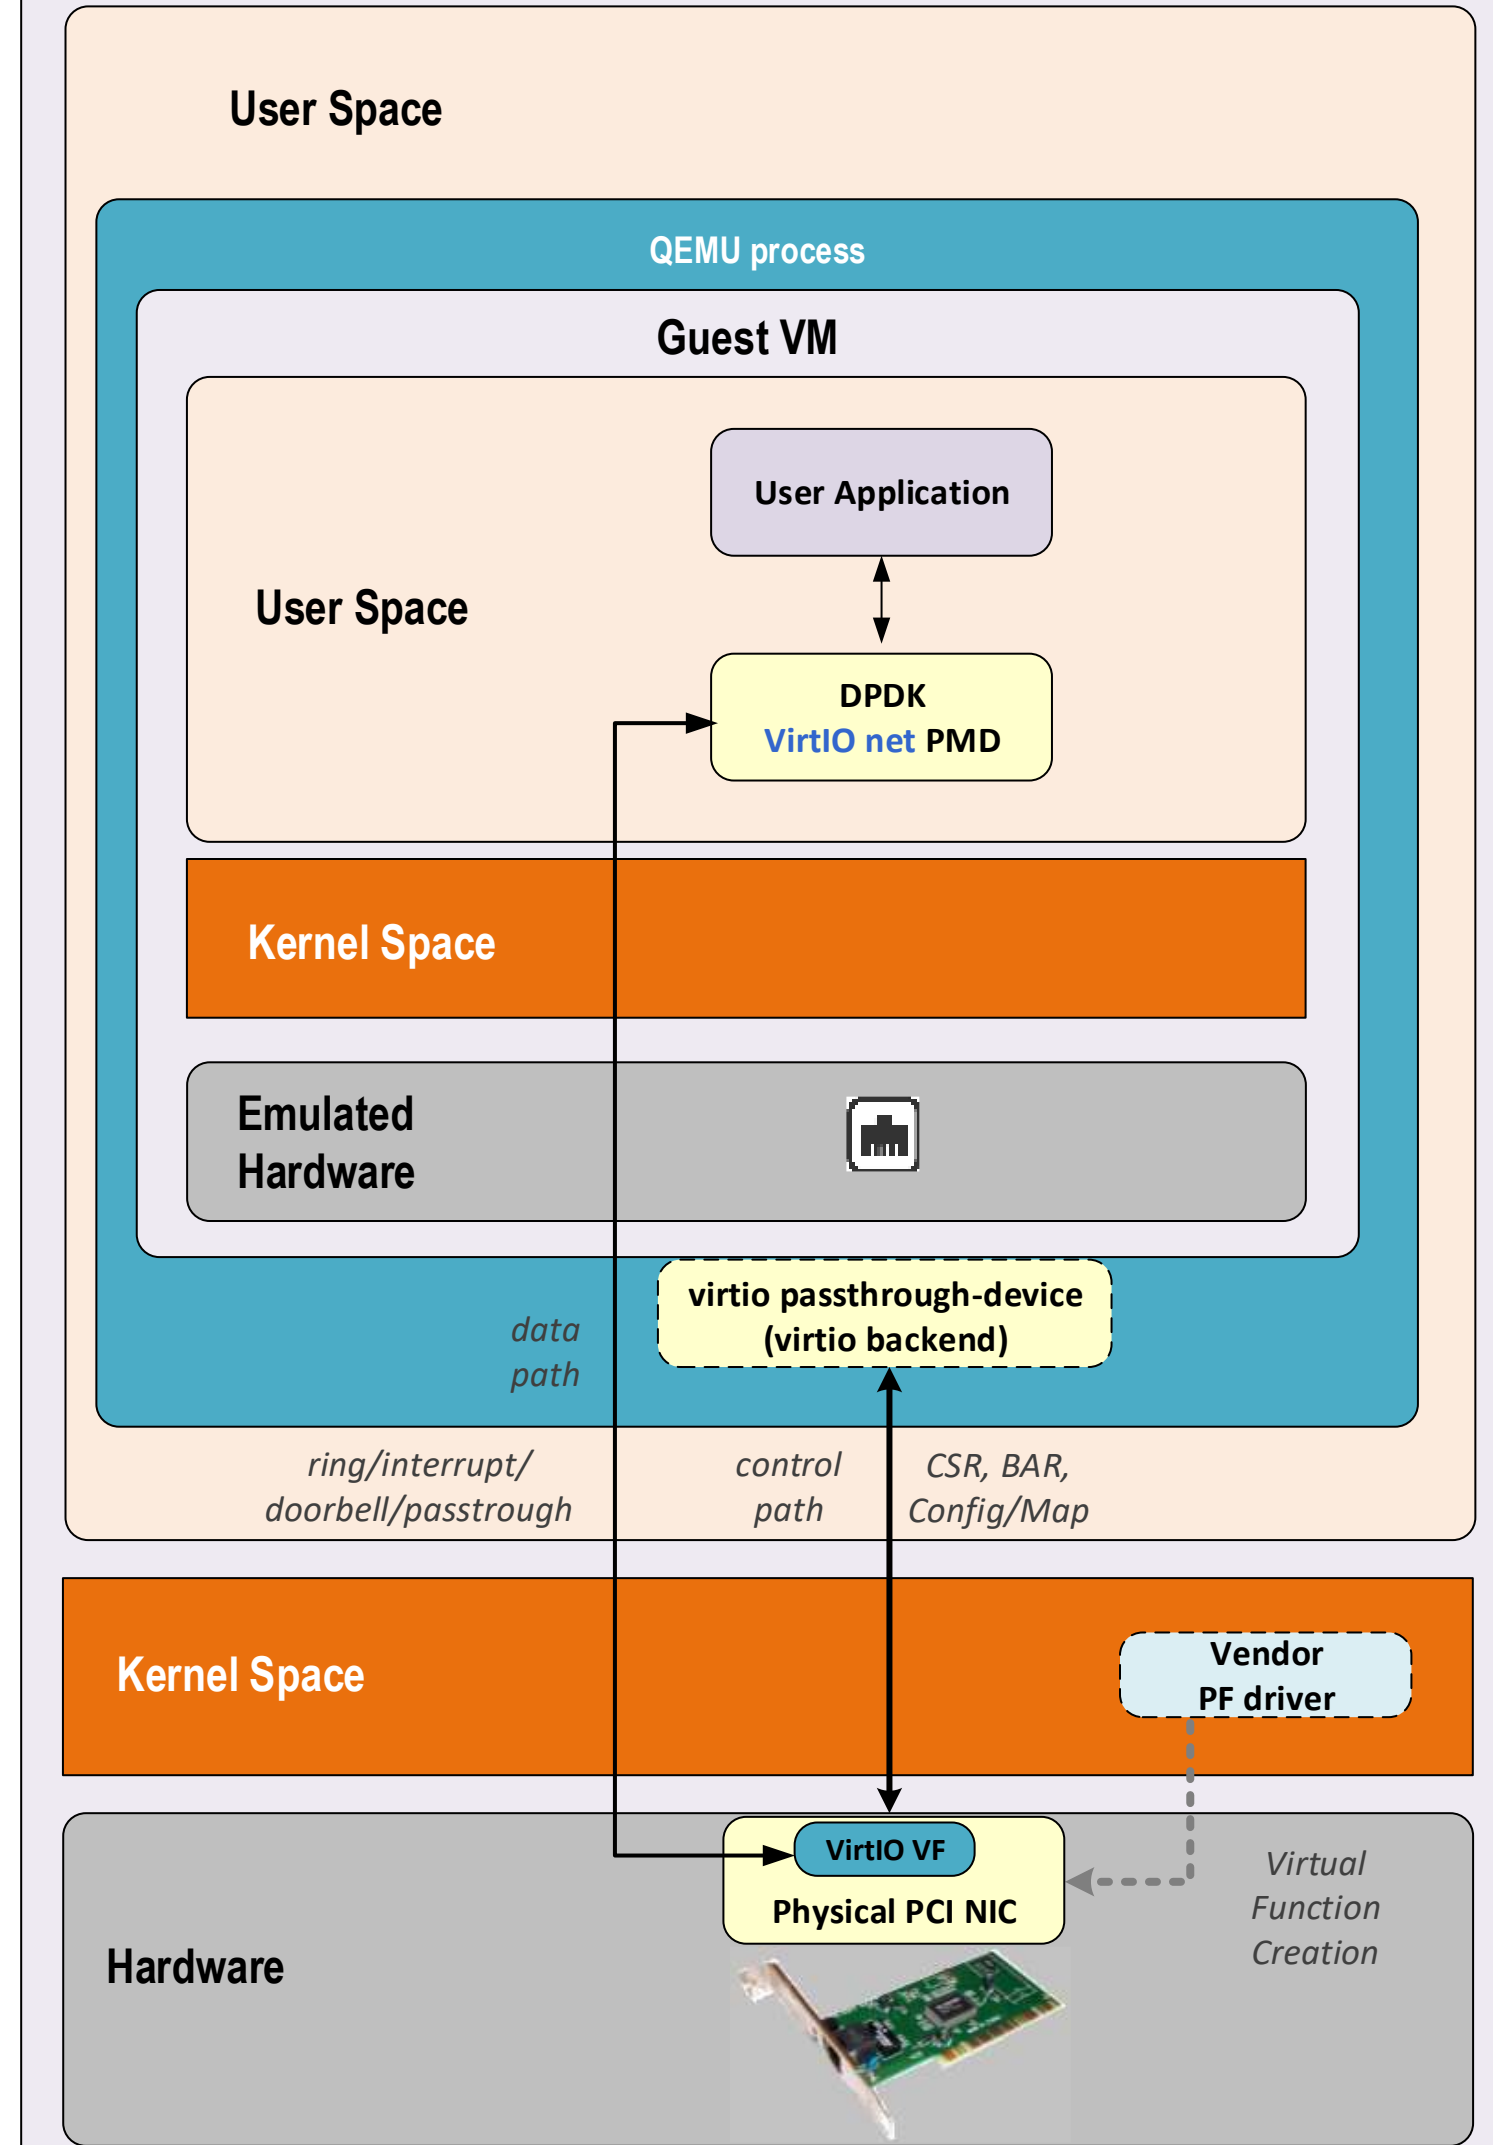 User Space
QEMU process
Guest VM
User Application
User Space
DPDK
VirtIO net PMD
Kernel Space
Emulated
Hardware
virtio passthrough-device
(virtio backend)
data
path
ring/interrupt/
doorbell/passtrough
control
path
CSR, BAR,
Config/Map
Vendor
PF driver
Kernel Space
VirtIO VF
Physical PCI NIC
Virtual
Function
Creation
Hardware